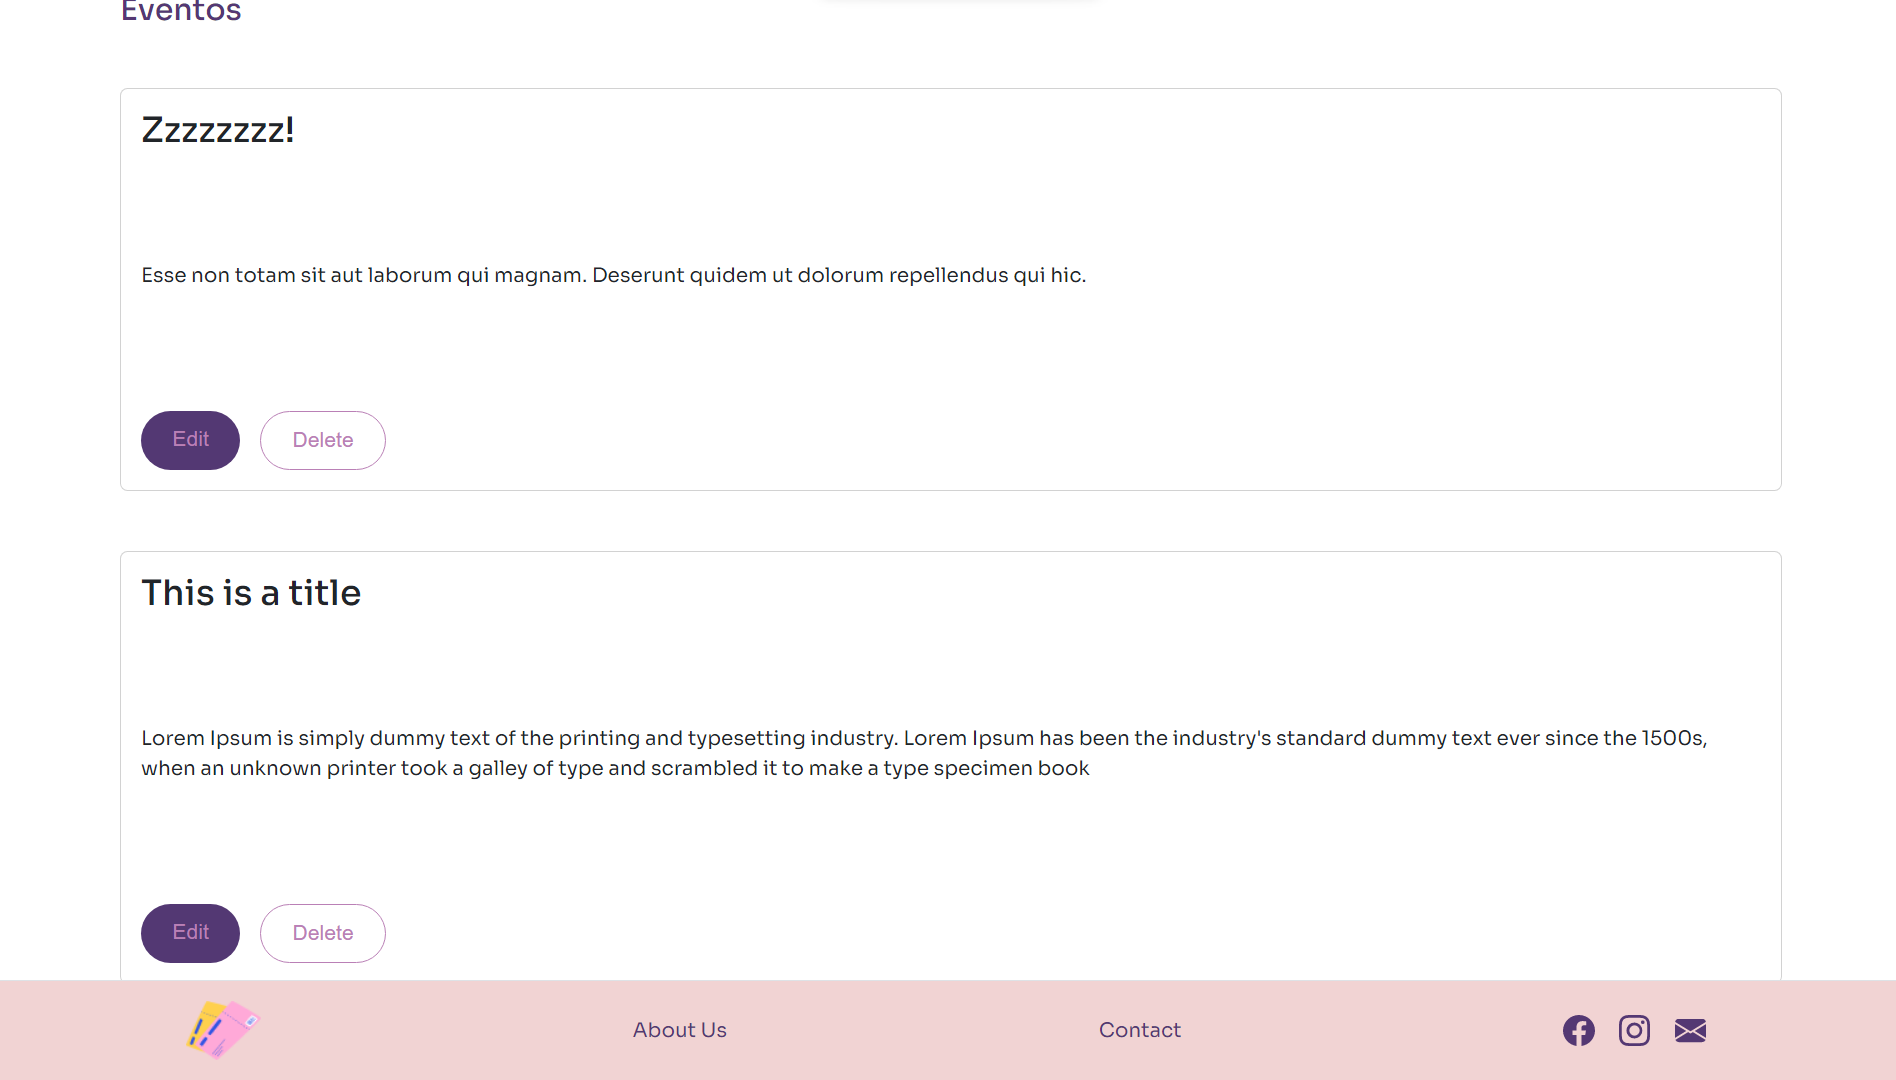 Eventos
Zzzzzzzz!
Esse non totam sit aut laborum qui magnam. Deserunt quidem ut dolorum repellendus qui hic.
Edit
Delete
This is a title
Lorem Ipsum is simply dummy text of the printing and typesetting industry. Lorem Ipsum has been the industry's standard dummy text ever since the 1500s,
when an unknown printer took a galley of type and scrambled it to make a type specimen book
Edit
Delete
About Us
Contact